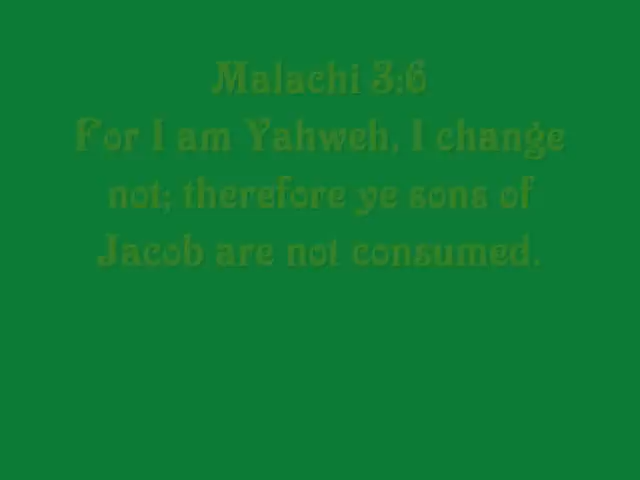 Malachi 3:6
For I am Yahweh, I change
not; therefore ye sons of
Jacob are not consumed.